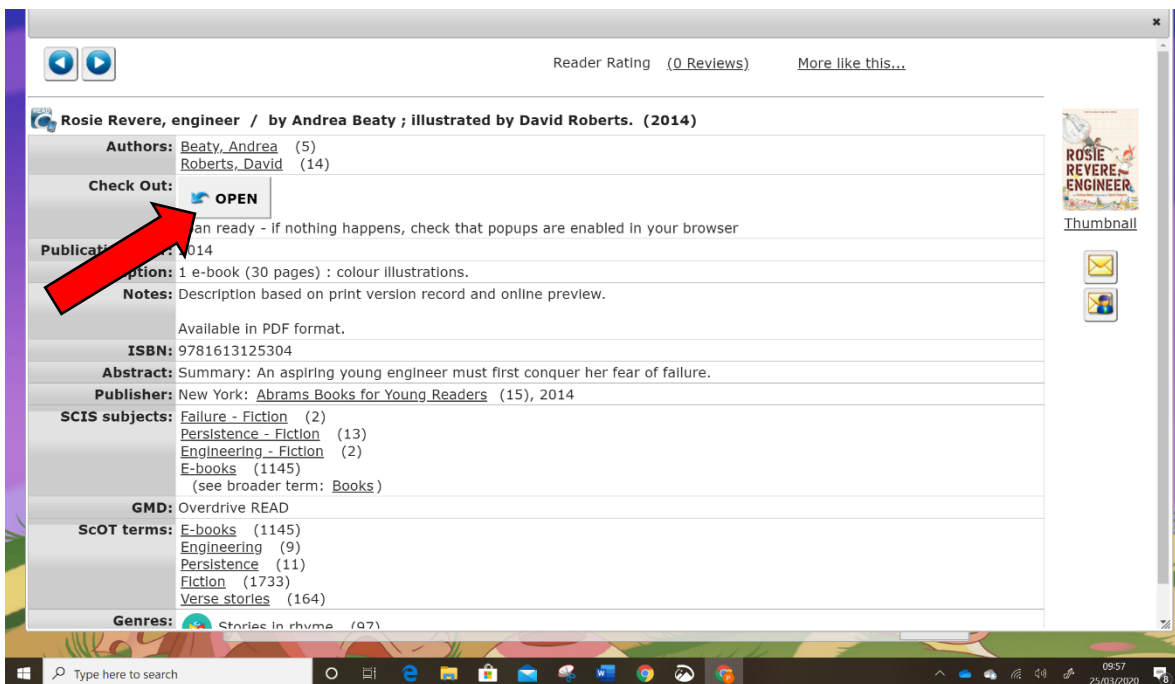 Reader Rating (0 Reviews) More like this...
Rosie Revere, engineer / by Andrea Beaty ; illustrated by David Roberts. (2014)
Authors: Beaty, Andrea (5)
Roberts, David (14)
Check Out: OPEN
ready - if nothing happens, check that popups are enabled in your browser
2014
1 e-book (30 pages) : colour illustrations.
Notes: Description based on print version record and online preview.
Available in PDF format.
ISBN: 9781613125304
Abstract: Summary: An aspiring young engineer must first conquer her fear of failure.
Publisher: New York: Abrams Books for Young Readers (15), 2014
SCIS subjects: Failure - Fiction (2)
Persistence - Fiction (13)
Engineering - Fiction (2)
E-books (1145)
(see broader term: Books)
GMD: Overdrive READ
ScOT terms: E-books (1145)
Engineering (9)
Persistence (11)
Fiction (1733)
Verse stories (164)
Genres: Stories in rhyme (97)
ROSIE
REVERE,
ENGINEER
Thumbnail
Type here to search
09:57
25/03/2020